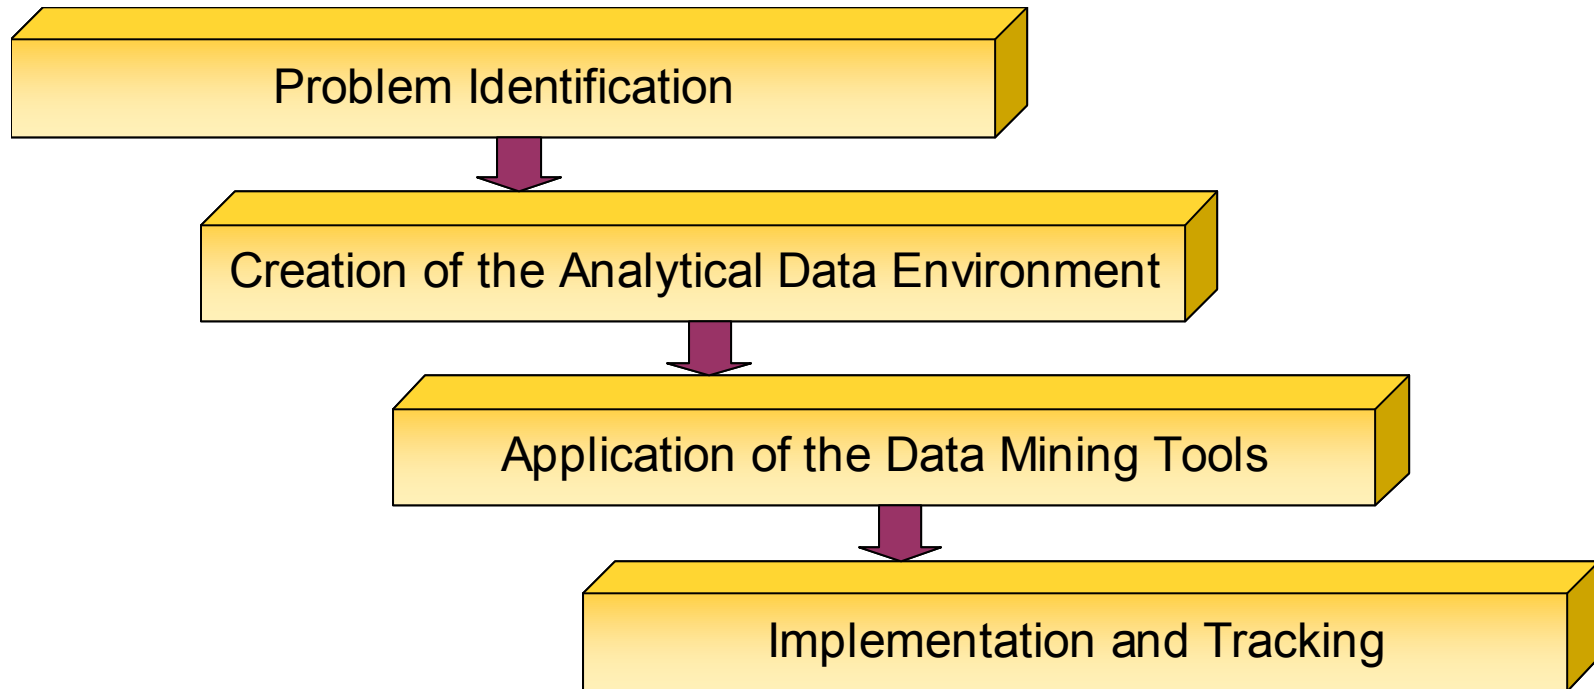 Problem Identification
Creation of the Analytical Data Environment
Application of the Data Mining Tools
Implementation and Tracking